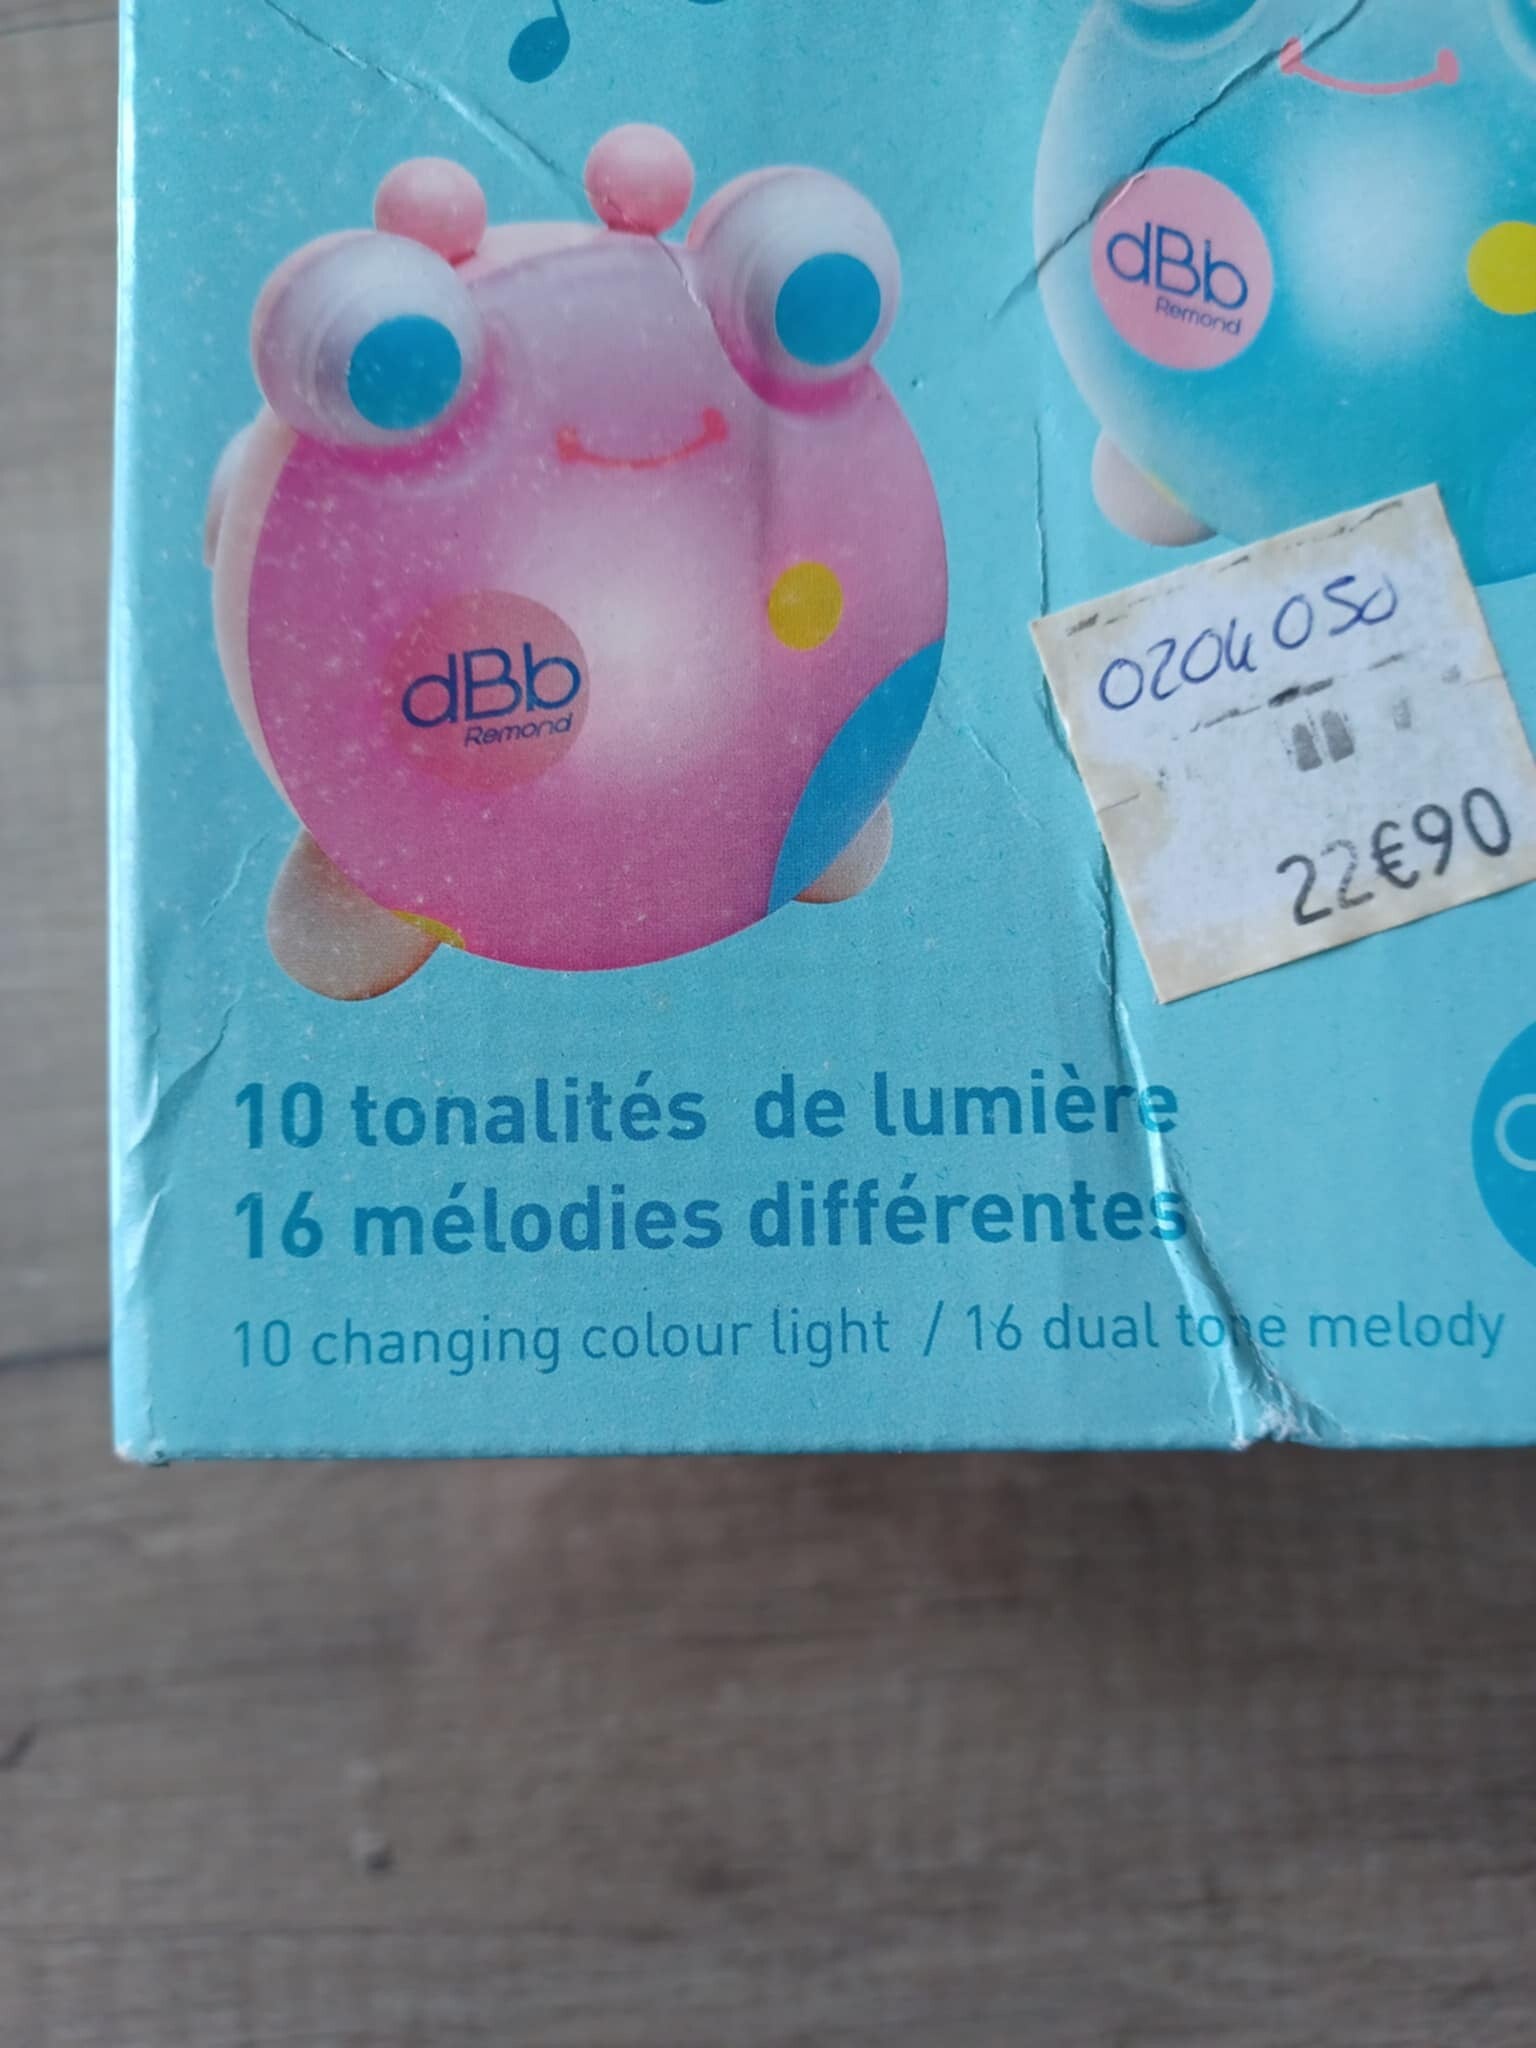 dBb
Remond
dBb
Remond
0204050
22€90
10 tonalités de lumière
16 mélodies différentes
10 changing colour light / 16 dual tone melody